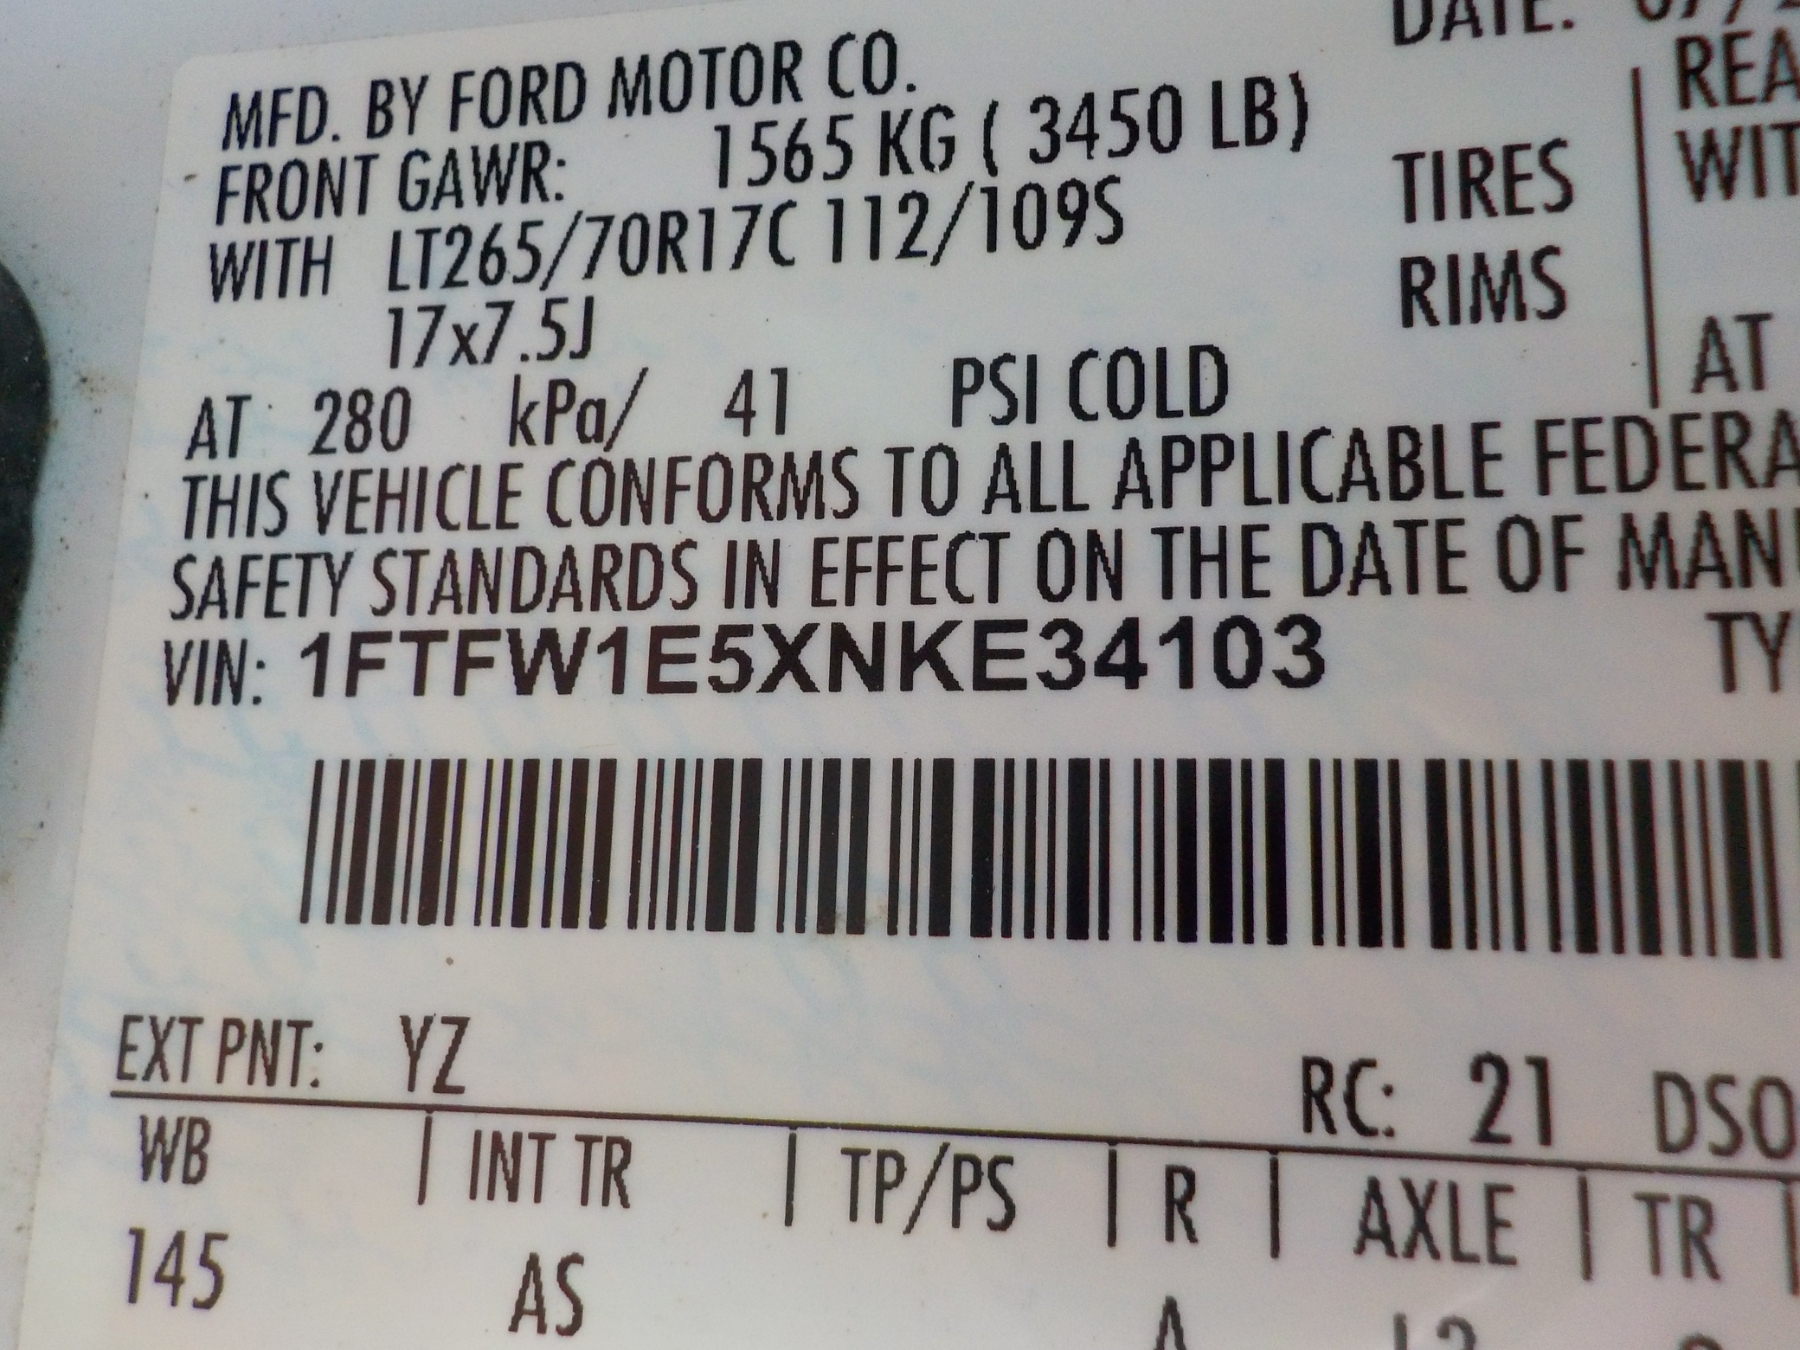 DATE:
MFD. BY FORD MOTOR CO.
FRONT GAWR: 1565 KG ( 3450 LB)
WITH LT265/70R17C 112/109S TIRES
17x7.5J RIMS
AT 280 kPa/ 41 PSI COLD AT
THIS VEHICLE CONFORMS TO ALL APPLICABLE FEDERA
SAFETY STANDARDS IN EFFECT ON THE DATE OF MAN
VIN: 1FTFW1E5XNKE34103 TY
EXT PNT: YZ RC: 21 DSO
WB | INT TR | TP/PS | R | AXLE | TR
145 AS